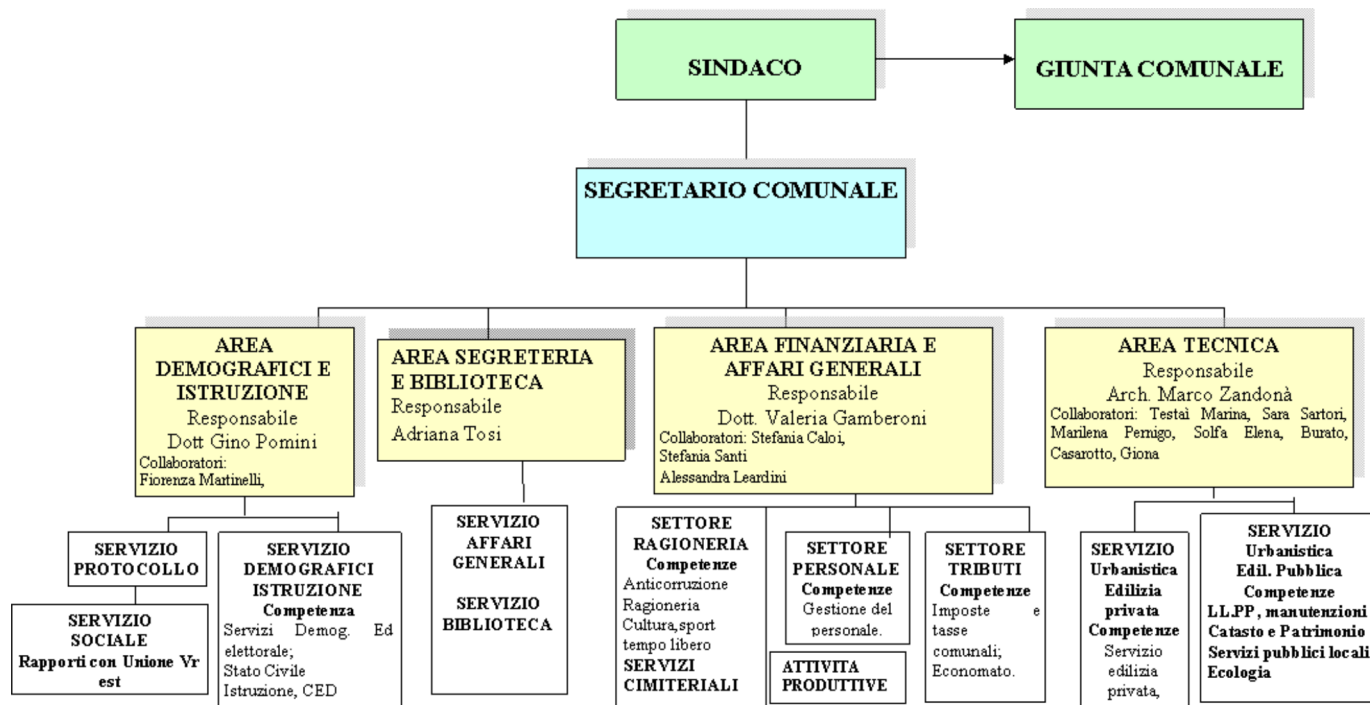 SINDACO
GIUNTA COMUNALE
SEGRETARIO COMUNALE
AREA
DEMOGRAFICI E
ISTRUZIONE
Responsabile
Dott Gino Pomini
Collaboratori:
Fiorenza Martinelli,
AREA SEGRETERIA
E BIBLIOTECA
Responsabile
Adriana Tosi
AREA FINANZIARIA E
AFFARI GENERALI
Responsabile
Dott. Valeria Gamberoni
Collaboratori: Stefania Caloi,
Stefania Santi
Alessandra Leardini
AREA TECNICA
Responsabile
Arch. Marco Zandonà
Collaboratori: Testaì Marina, Sara Sartori,
Marilena Pernigo, Solfa Elena, Burato,
Casarotto, Giona
SERVIZIO
PROTOCOLLO
SERVIZIO
SOCIALE
Rapporti con Unione Vr
est
SERVIZIO
DEMOGRAFICI
ISTRUZIONE
Competenza
Servizi Demog. Ed
elettorale;
Stato Civile
Istruzione, CED
SERVIZIO
AFFARI
GENERALI
SERVIZIO
BIBLIOTECA
SETTORE
RAGIONERIA
Competenze
Anticorruzione
Ragioneria
Cultura,sport
tempo libero
SERVIZI
CIMITERIALI
SETTORE
PERSONALE
Competenze
Gestione del
personale.
ATTIVITA
PRODUTTIVE
SETTORE
TRIBUTI
Competenze
Imposte e
tasse
comunali;
Economato.
SERVIZIO
Urbanistica
Edilizia
privata
Competenze
Servizio
edilizia
privata,
SERVIZIO
Urbanistica
Edil. Pubblica
Competenze
LL.PP, manutenzioni
Catasto e Patrimonio
Servizi pubblici locali
Ecologia